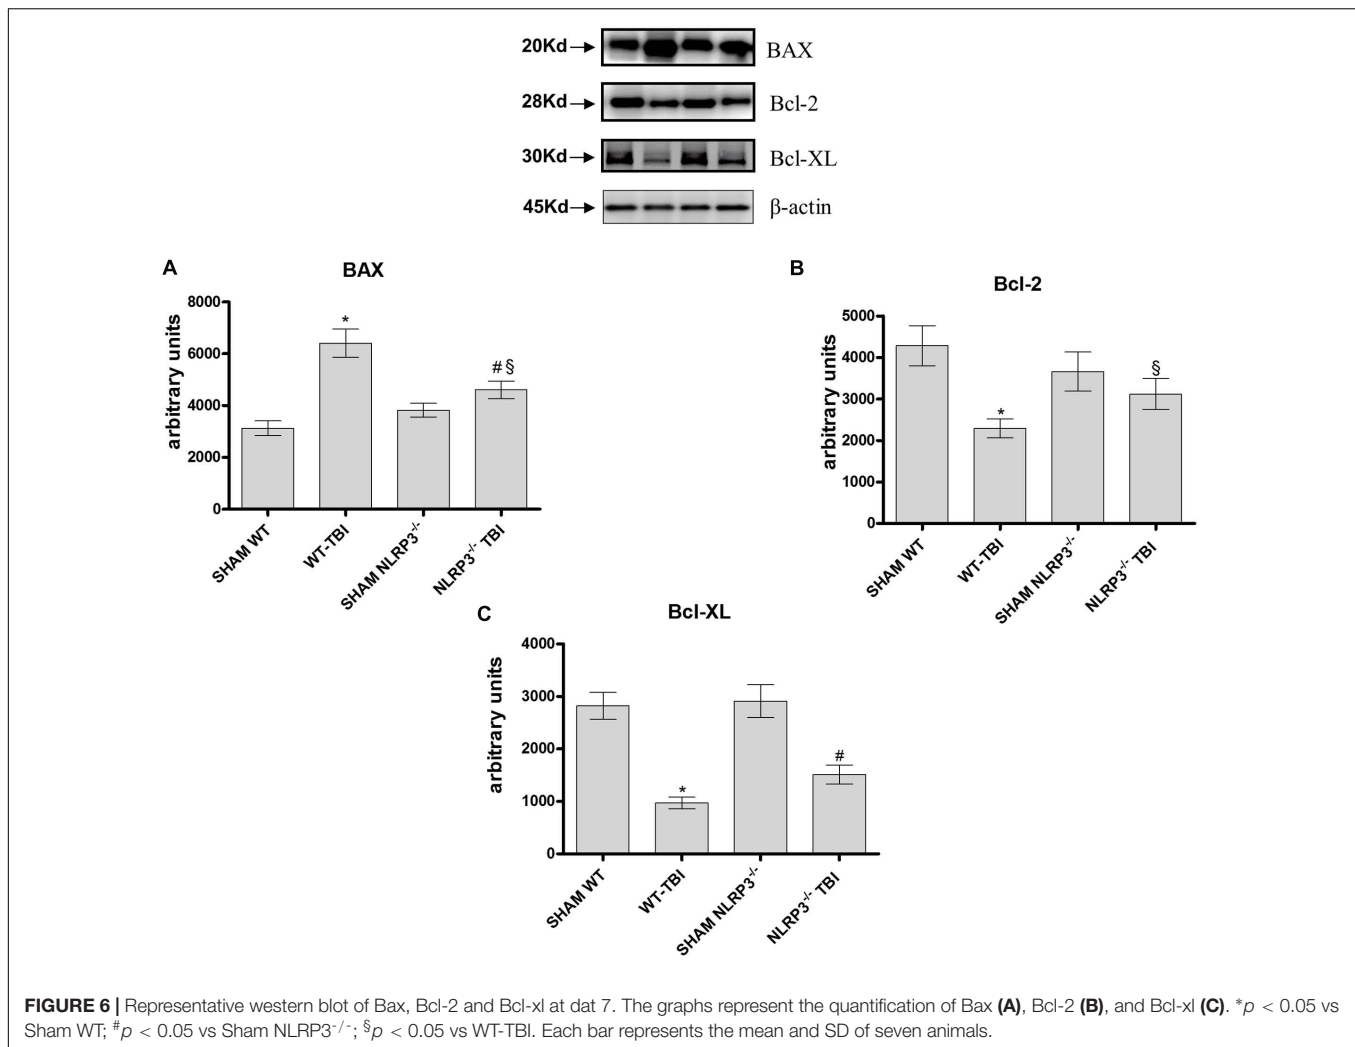 20Kd → BAX
28Kd → Bcl-2
30Kd → Bcl-XL
45Kd → β-actin
A
BAX
arbitrary units
8000
6000
4000
2000
0
*
# §
SHAM WT
WT-TBI
SHAM NLRP3-/-
NLRP3-/- TBI
B
Bcl-2
arbitrary units
5000
4000
3000
2000
1000
0
*
§
SHAM WT
WT-TBI
SHAM NLRP3-/-
NLRP3-/- TBI
C
Bcl-XL
arbitrary units
4000
3000
2000
1000
0
*
#
SHAM WT
WT-TBI
SHAM NLRP3-/-
NLRP3-/- TBI
FIGURE 6 | Representative western blot of Bax, Bcl-2 and Bcl-xl at dat 7. The graphs represent the quantification of Bax (A), Bcl-2 (B), and Bcl-xl (C). *p < 0.05 vs
Sham WT; #p < 0.05 vs Sham NLRP3-/-; §p < 0.05 vs WT-TBI. Each bar represents the mean and SD of seven animals.